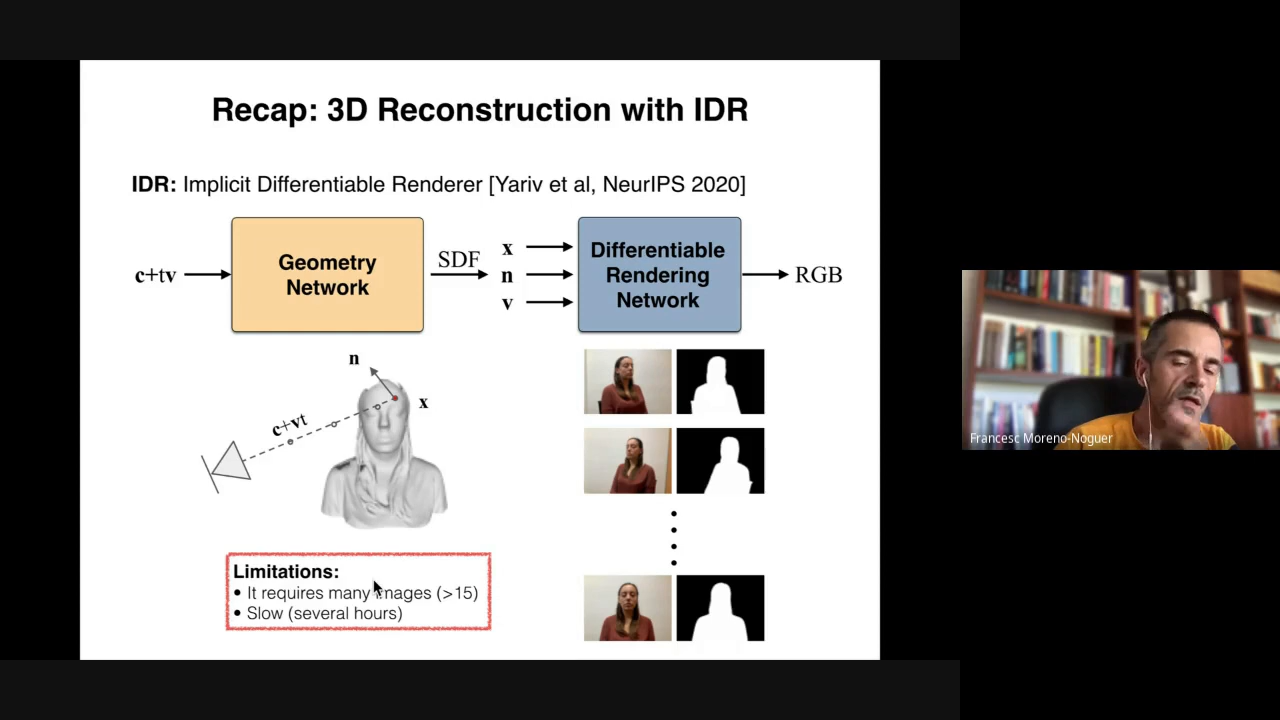 Recap: 3D Reconstruction with IDR
IDR: Implicit Differentiable Renderer [Yariv et al, NeurIPS 2020]
c+tv
Geometry
Network
SDF
x
n
v
Differentiable
Rendering
Network
RGB
n
x
c+vt
Limitations:
• It requires many images (>15)
• Slow (several hours)
Francesc Moreno-Noguer